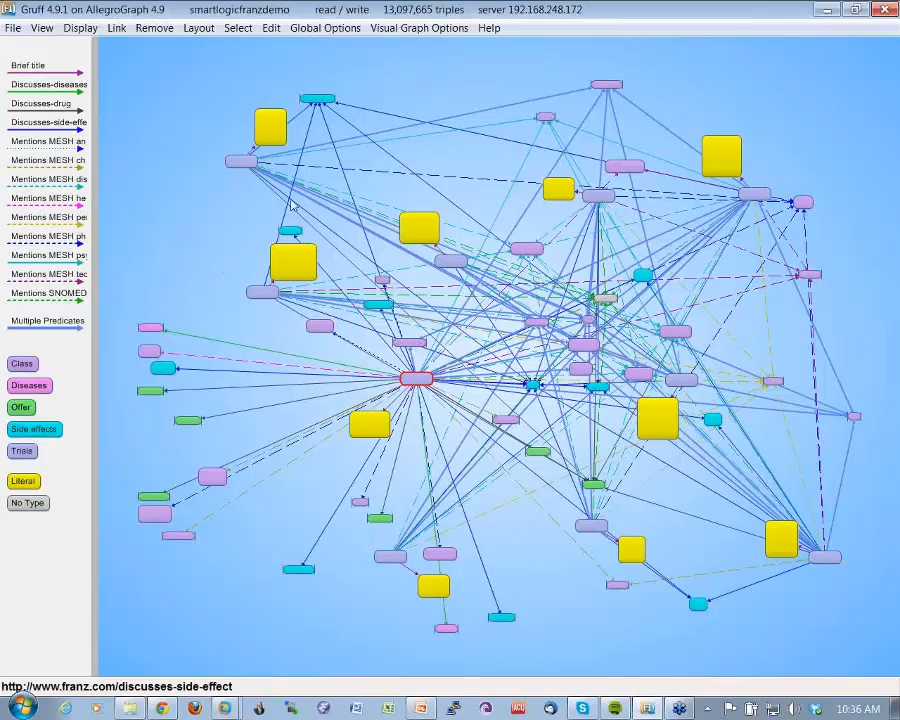 Gruff 4.9.1 on AllegroGraph 4.9 smartlogicfranzdemo read / write 13,097,665 triples server 192.168.248.172
File View Display Link Remove Layout Select Edit Global Options Visual Graph Options Help
Brief title
Discusses-diseases
Discusses-drug
Discusses-side-effe
Mentions MESH an
Mentions MESH ch
Mentions MESH dis
Mentions MESH he
Mentions MESH per
Mentions MESH ph
Mentions MESH psy
Mentions MESH tec
Mentions SNOMED
Multiple Predicates
Class
Diseases
Offer
Side effects
Trials
Literal
No Type
http://www.franz.com/discusses-side-effect
10:36 AM